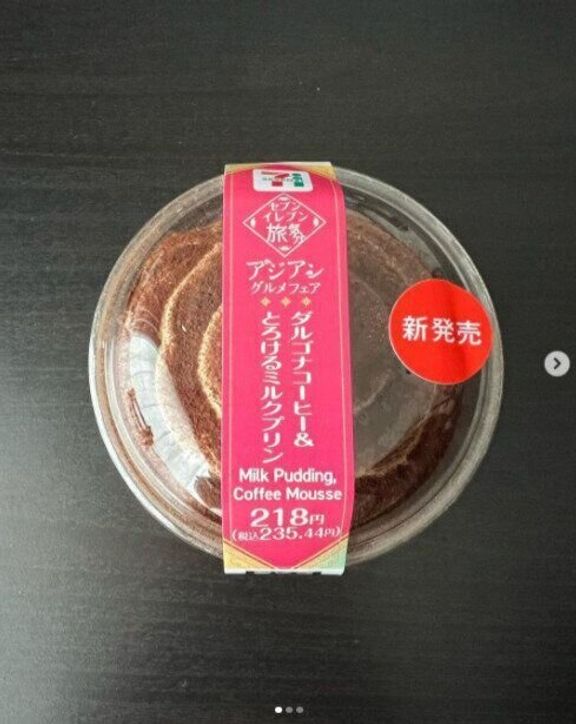 セブン
イレブン
旅気分
アジアン
グルメフェア
ダルゴナコーヒー&
とろけるミルクプリン
Milk Pudding,
Coffee Mousse
218円
(税込235.44円)
新発売